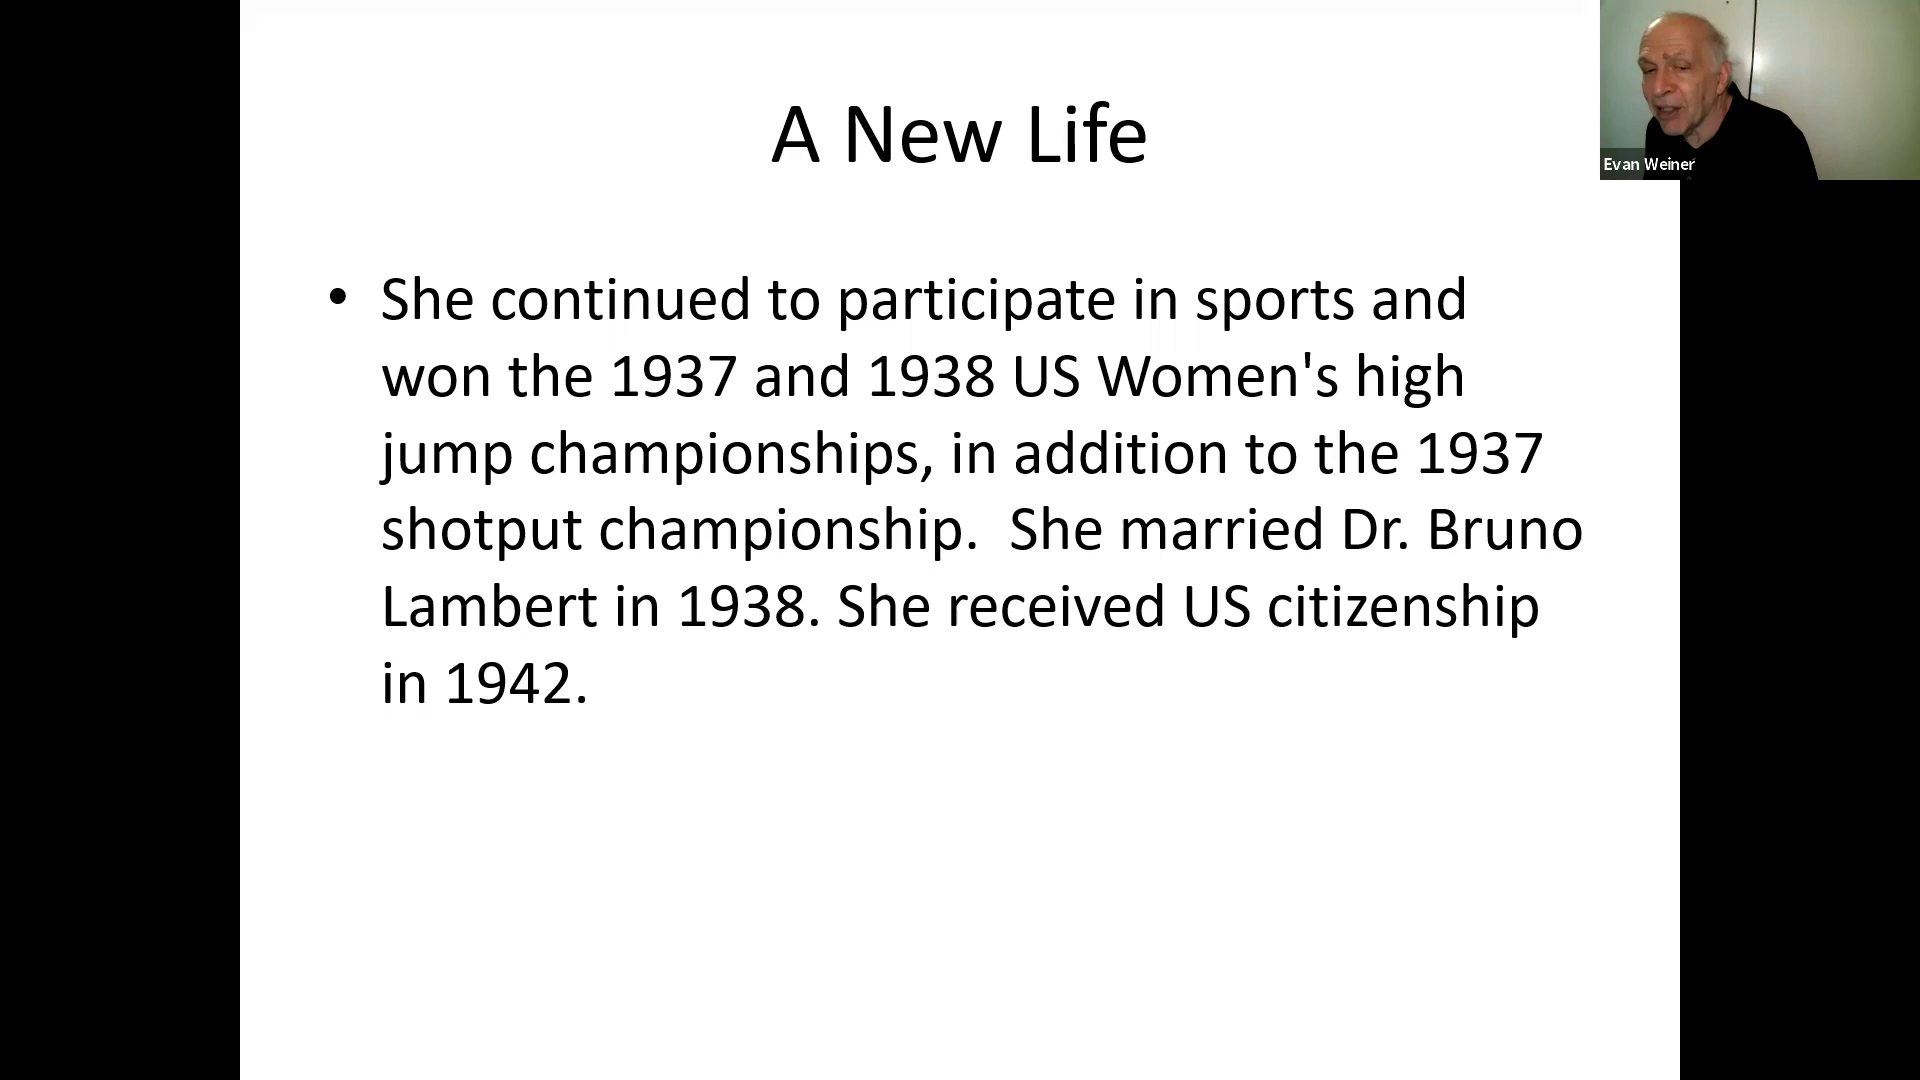 A New Life
• She continued to participate in sports and
won the 1937 and 1938 US Women's high
jump championships, in addition to the 1937
shotput championship.  She married Dr. Bruno
Lambert in 1938. She received US citizenship
in 1942.
Evan Weiner